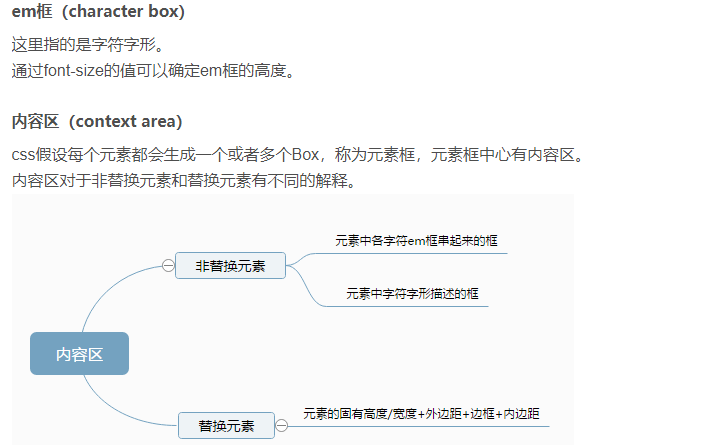 em框（character box）
这里指的是字符字形。
通过font-size的值可以确定em框的高度。
内容区（context area）
css假设每个元素都会生成一个或者多个Box，称为元素框，元素框中心有内容区。
内容区对于非替换元素和替换元素有不同的解释。
元素中各字符em框串起来的框
非替换元素
元素中字符字形描述的框
内容区
元素的固有高度/宽度+外边距+边框+内边距
替换元素